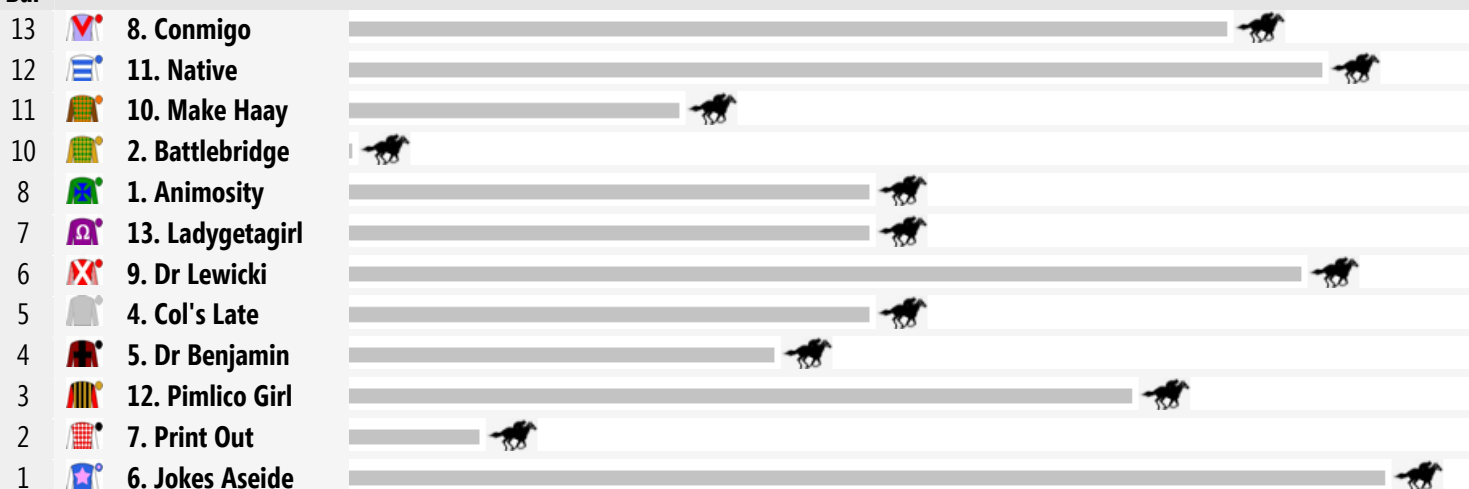 Bar
13 8. Conmigo
12 11. Native
11 10. Make Haay
10 2. Battlebridge
8 1. Animosity
7 Ω 13. Ladygetagirl
6 9. Dr Lewicki
5 4. Col's Late
4 5. Dr Benjamin
3 12. Pimlico Girl
2 7. Print Out
1 6. Jokes Aseide